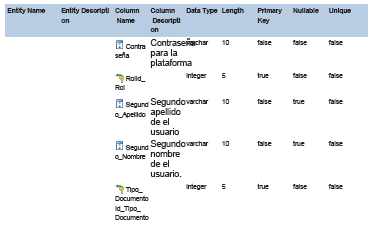 Entity Name Entity Descripti Column Column Data Type Length Primary Nullable Unique
on Name Descripti Key
on
Contra Contraseña varchar 10 false false false
seña para la
plataforma
RolId_ integer 5 true false false
Rol
Segund Segundo varchar 10 false true false
o_Apellido apellido
de el
usuario
Segund Segundo varchar 10 false true false
o_Nombre nombre
de el
usuario.
Tipo_ integer 5 true false false
Documento
Id_Tipo_
Documento